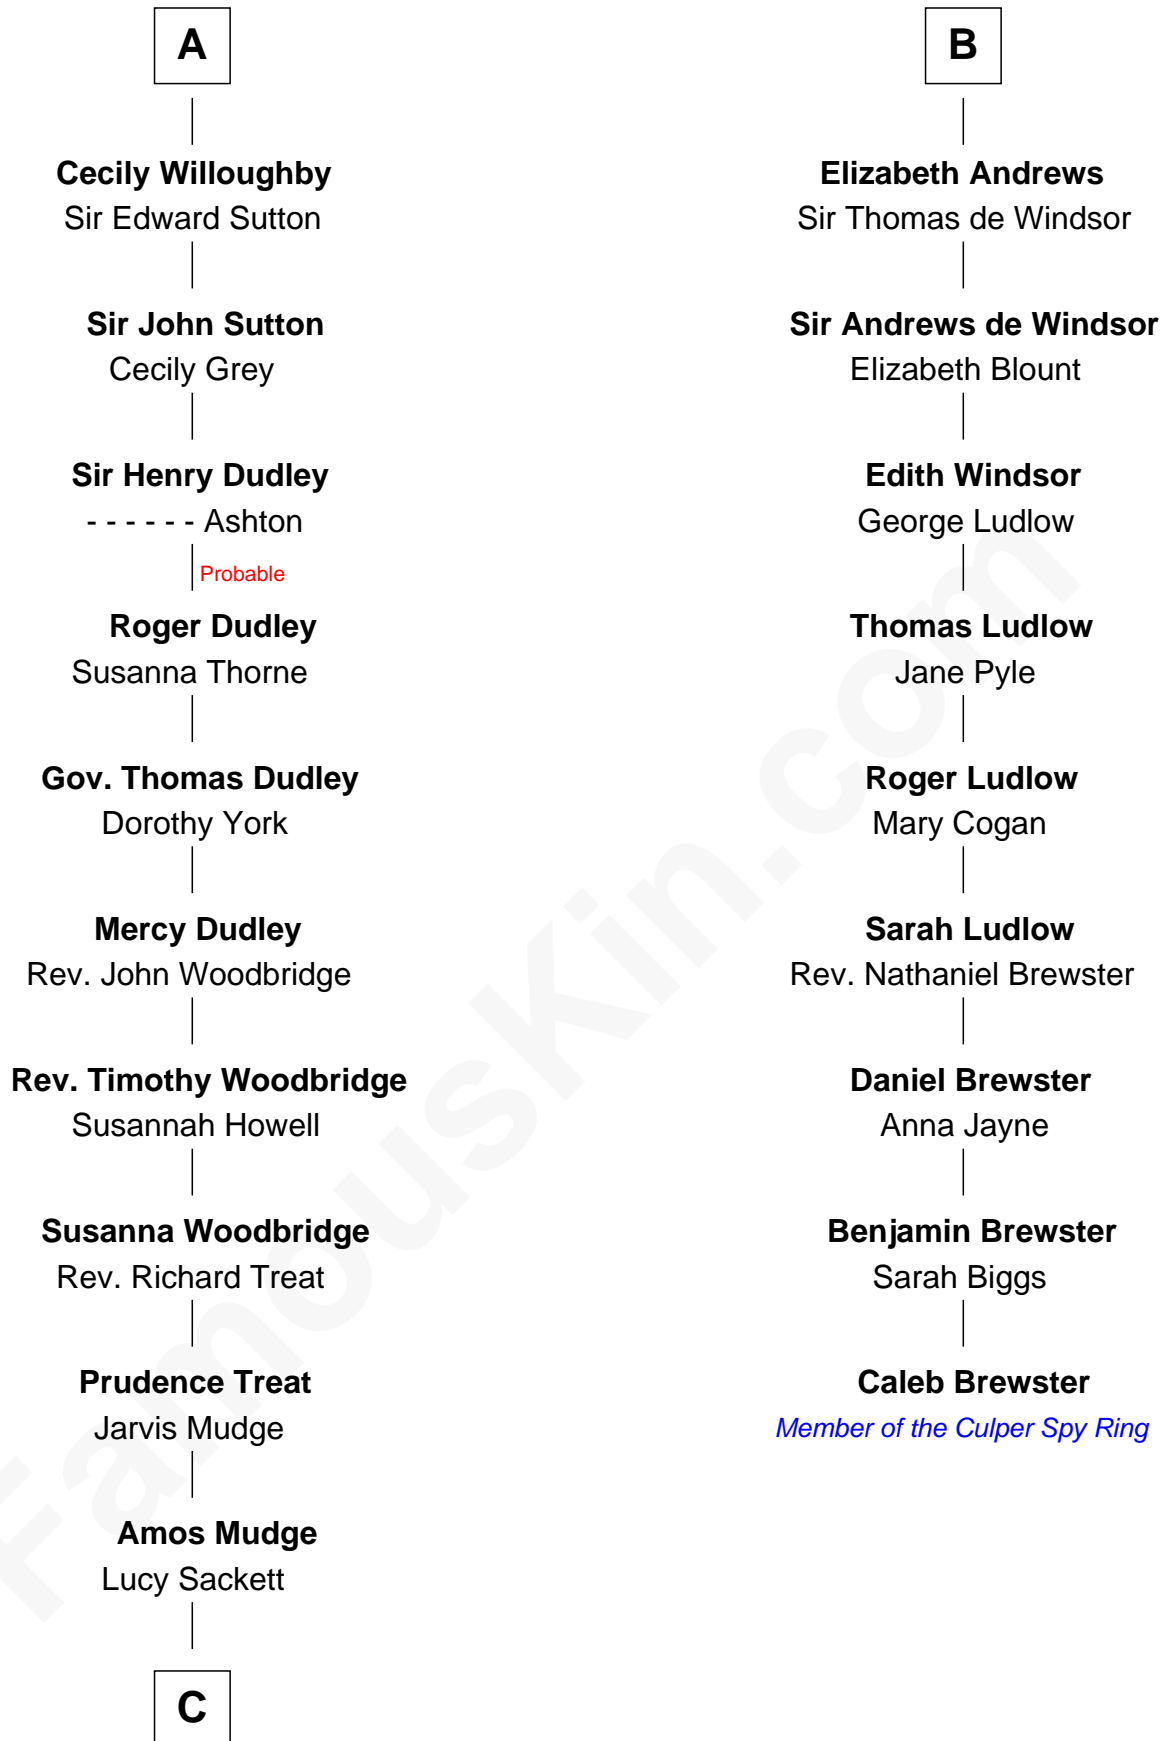 A
Cecily Willoughby
Sir Edward Sutton
Sir John Sutton
Cecily Grey
Sir Henry Dudley
- - - - - - Ashton
Probable
Roger Dudley
Susanna Thorne
Gov. Thomas Dudley
Dorothy York
Mercy Dudley
Rev. John Woodbridge
Rev. Timothy Woodbridge
Susannah Howell
Susanna Woodbridge
Rev. Richard Treat
Prudence Treat
Jarvis Mudge
Amos Mudge
Lucy Sackett
C
B
Elizabeth Andrews
Sir Thomas de Windsor
Sir Andrews de Windsor
Elizabeth Blount
Edith Windsor
George Ludlow
Thomas Ludlow
Jane Pyle
Roger Ludlow
Mary Cogan
Sarah Ludlow
Rev. Nathaniel Brewster
Daniel Brewster
Anna Jayne
Benjamin Brewster
Sarah Biggs
Caleb Brewster
Member of the Culper Spy Ring
FamousKin.com